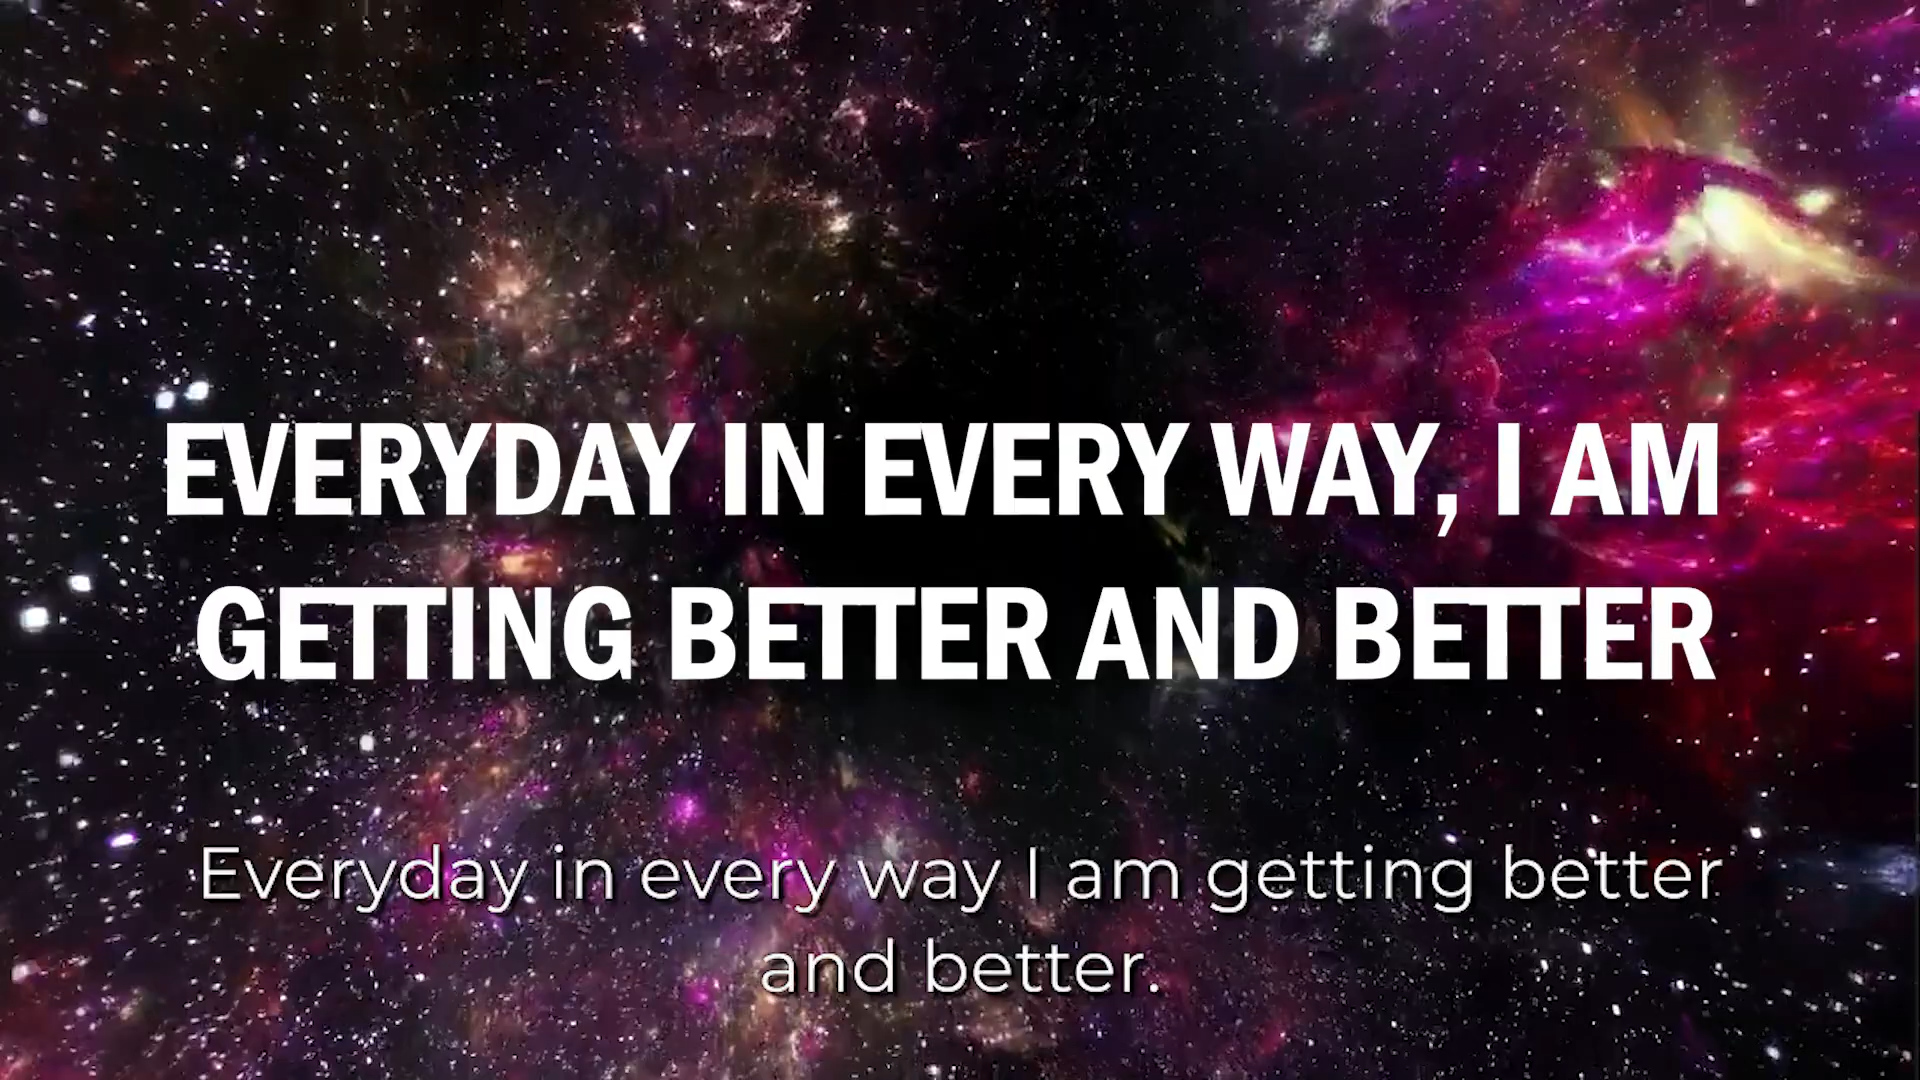 EVERYDAY IN EVERY WAY, I AM
GETTING BETTER AND BETTER
Everyday in every way I am getting better
and better.